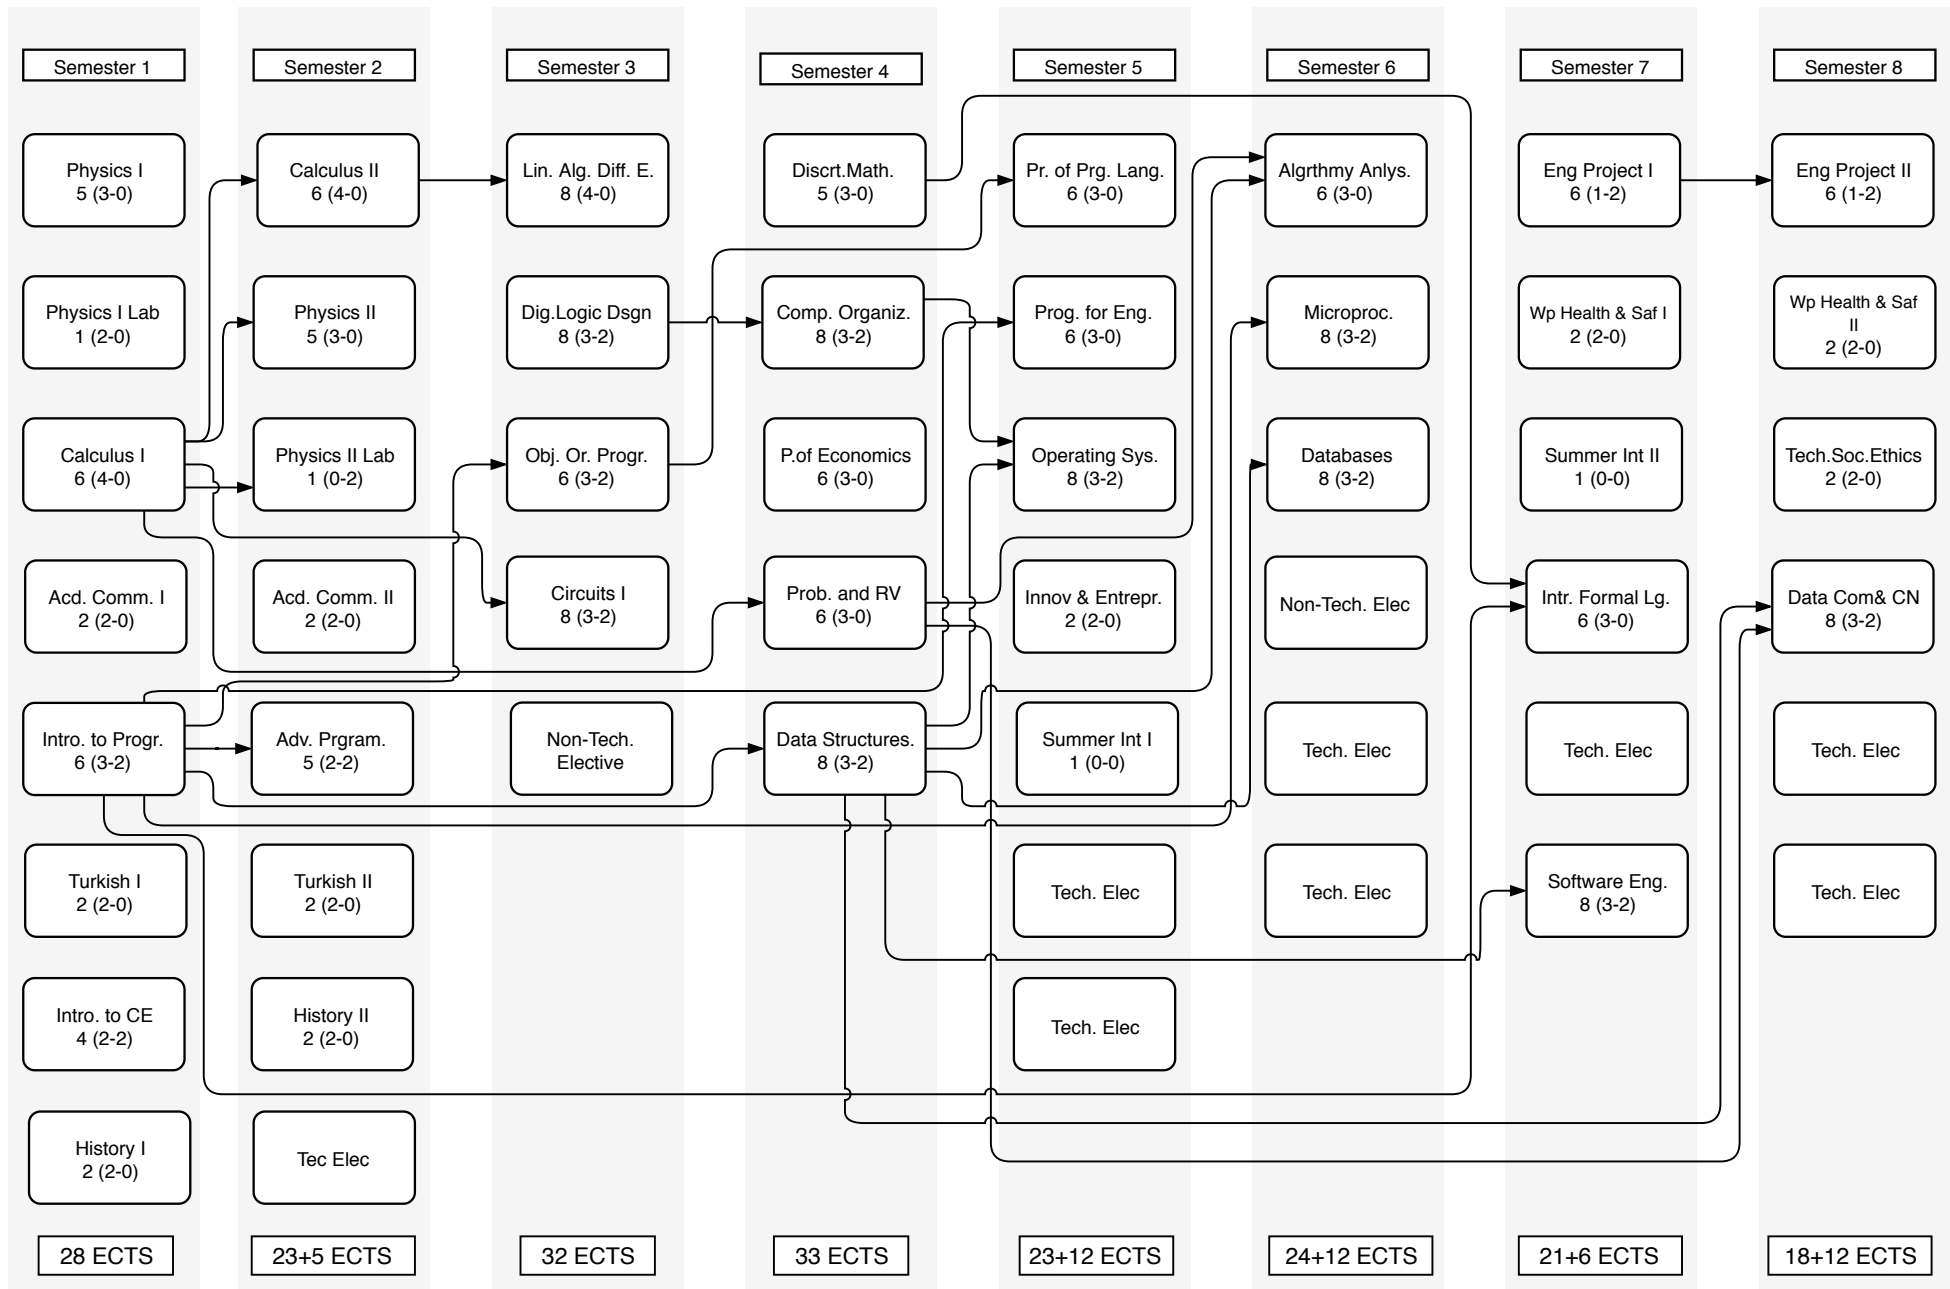 Semester 1
Semester 2
Semester 3
Semester 4
Semester 5
Semester 6
Semester 7
Semester 8
Physics I
5 (3-0)
Calculus II
6 (4-0)
Lin. Alg. Diff. E.
8 (4-0)
Discrt.Math.
5 (3-0)
Pr. of Prg. Lang.
6 (3-0)
Algrthmy Anlys.
6 (3-0)
Eng Project I
6 (1-2)
Eng Project II
6 (1-2)
Physics I Lab
1 (2-0)
Physics II
5 (3-0)
Dig.Logic Dsgn
8 (3-2)
Comp. Organiz.
8 (3-2)
Prog. for Eng.
6 (3-0)
Microproc.
8 (3-2)
Wp Health & Saf I
2 (2-0)
Wp Health & Saf
II
2 (2-0)
Calculus I
6 (4-0)
Physics II Lab
1 (0-2)
Obj. Or. Progr.
6 (3-2)
P.of Economics
6 (3-0)
Operating Sys.
8 (3-2)
Databases
8 (3-2)
Summer Int II
1 (0-0)
Tech.Soc.Ethics
2 (2-0)
Acd. Comm. I
2 (2-0)
Acd. Comm. II
2 (2-0)
Circuits I
8 (3-2)
Prob. and RV
6 (3-0)
Innov & Entrepr.
2 (2-0)
Non-Tech. Elec
Intr. Formal Lg.
6 (3-0)
Data Com& CN
8 (3-2)
Intro. to Progr.
6 (3-2)
Adv. Prgram.
5 (2-2)
Non-Tech.
Elective
Data Structures.
8 (3-2)
Summer Int I
1 (0-0)
Tech. Elec
Tech. Elec
Tech. Elec
Turkish I
2 (2-0)
Turkish II
2 (2-0)
Tech. Elec
Tech. Elec
Software Eng.
8 (3-2)
Tech. Elec
Intro. to CE
4 (2-2)
History II
2 (2-0)
Tech. Elec
History I
2 (2-0)
Tec Elec
28 ECTS
23+5 ECTS
32 ECTS
33 ECTS
23+12 ECTS
24+12 ECTS
21+6 ECTS
18+12 ECTS